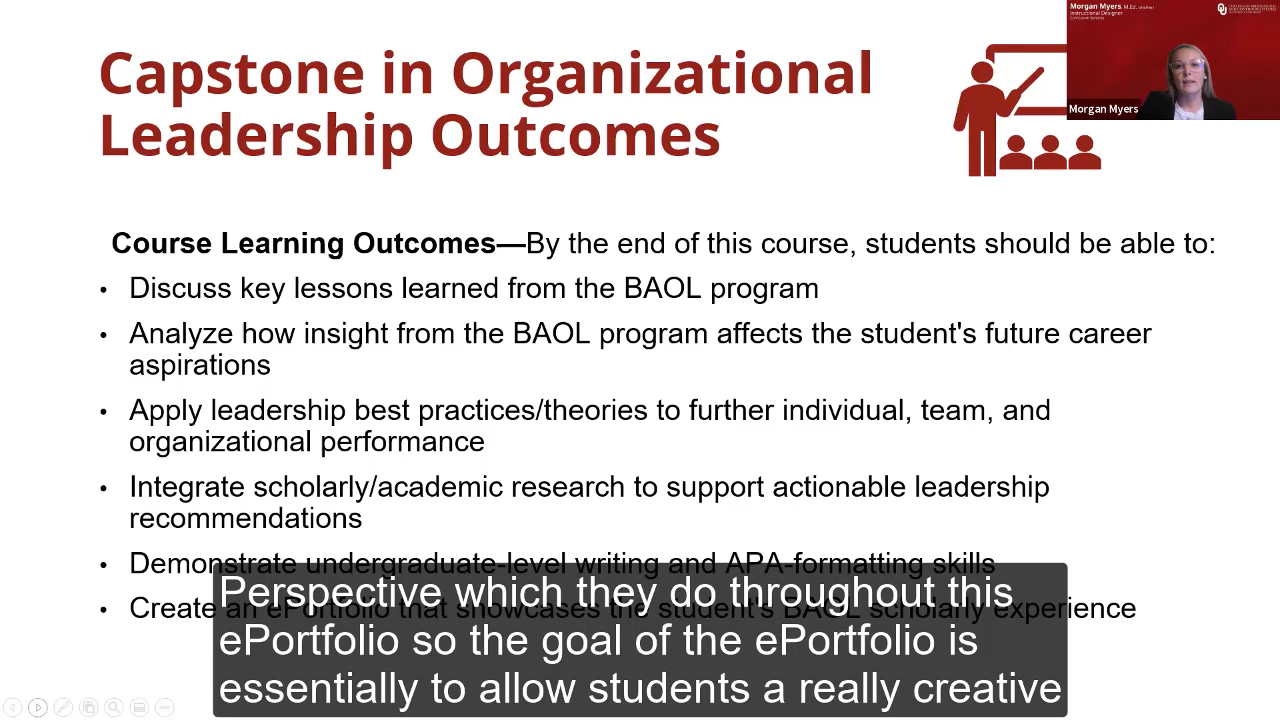 Morgan Myers, M.Ed.
Instructional Designer
Capstone in Organizational
Leadership Outcomes
Morgan Myers
Course Learning Outcomes—By the end of this course, students should be able to:
• Discuss key lessons learned from the BAOL program
• Analyze how insight from the BAOL program affects the student's future career
aspirations
• Apply leadership best practices/theories to further individual, team, and
organizational performance
• Integrate scholarly/academic research to support actionable leadership
recommendations
• Demonstrate undergraduate-level writing and APA-formatting skills
• Create an ePortfolio that showcases the student's BAOL scholarly experience
Perspective which they do throughout this
ePortfolio so the goal of the ePortfolio is
essentially to allow students a really creative